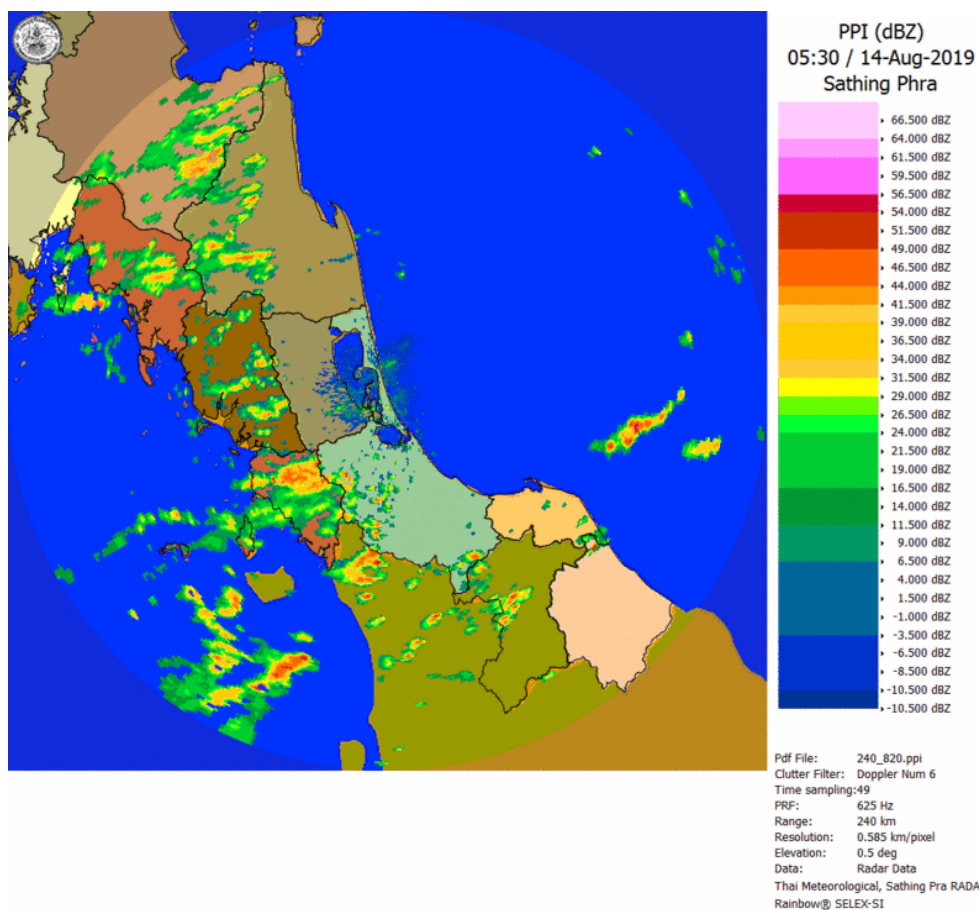 PPI (dBZ)
05:30 / 14-Aug-2019
Sathing Phra
66.500 dBZ
64.000 dBZ
61.500 dBZ
59.500 dBZ
56.500 dBZ
54.000 dBZ
51.500 dBZ
49.000 dBZ
46.500 dBZ
44.000 dBZ
41.500 dBZ
39.000 dBZ
36.500 dBZ
34.000 dBZ
31.500 dBZ
29.000 dBZ
26.500 dBZ
24.000 dBZ
21.500 dBZ
19.000 dBZ
16.500 dBZ
14.000 dBZ
11.500 dBZ
9.000 dBZ
6.500 dBZ
4.000 dBZ
1.500 dBZ
-1.000 dBZ
-3.500 dBZ
-6.500 dBZ
-8.500 dBZ
-10.500 dBZ
-10.500 dBZ
Pdf File: 240_820.ppi
Clutter Filter: Doppler Num 6
Time sampling:49
PRF: 625 Hz
Range: 240 km
Resolution: 0.585 km/pixel
Elevation: 0.5 deg
Data: Radar Data
Thai Meteorological, Sathing Pra RADA
Rainbow® SELEX-SI